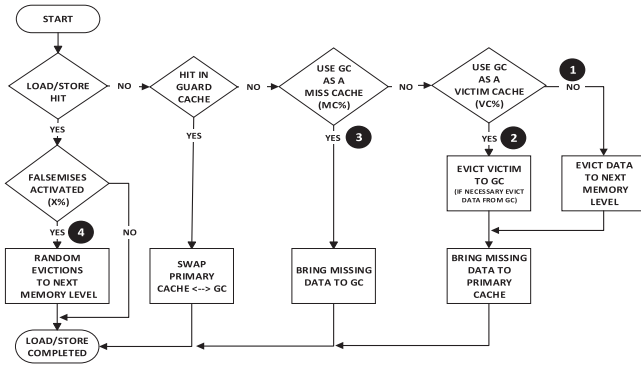 START
LOAD/STORE
HIT
NO
HIT IN
GUARD
CACHE
NO
USE GC
AS A
MISS CACHE
(MC%)
NO
USE GC
AS A
VICTIM CACHE
(VC%)
1
NO
YES
YES
YES
3
YES
2
FALSEMISES
ACTIVATED
(X%)
EVICT VICTIM
TO GC
(IF NECESSARY EVICT
DATA FROM GC)
EVICT DATA
TO NEXT
MEMORY
LEVEL
YES
4
NO
RANDOM
EVICTIONS
TO NEXT
MEMORY LEVEL
SWAP
PRIMARY
CACHE <--> GC
BRING MISSING
DATA TO GC
BRING MISSING
DATA TO
PRIMARY
CACHE
LOAD/STORE
COMPLETED